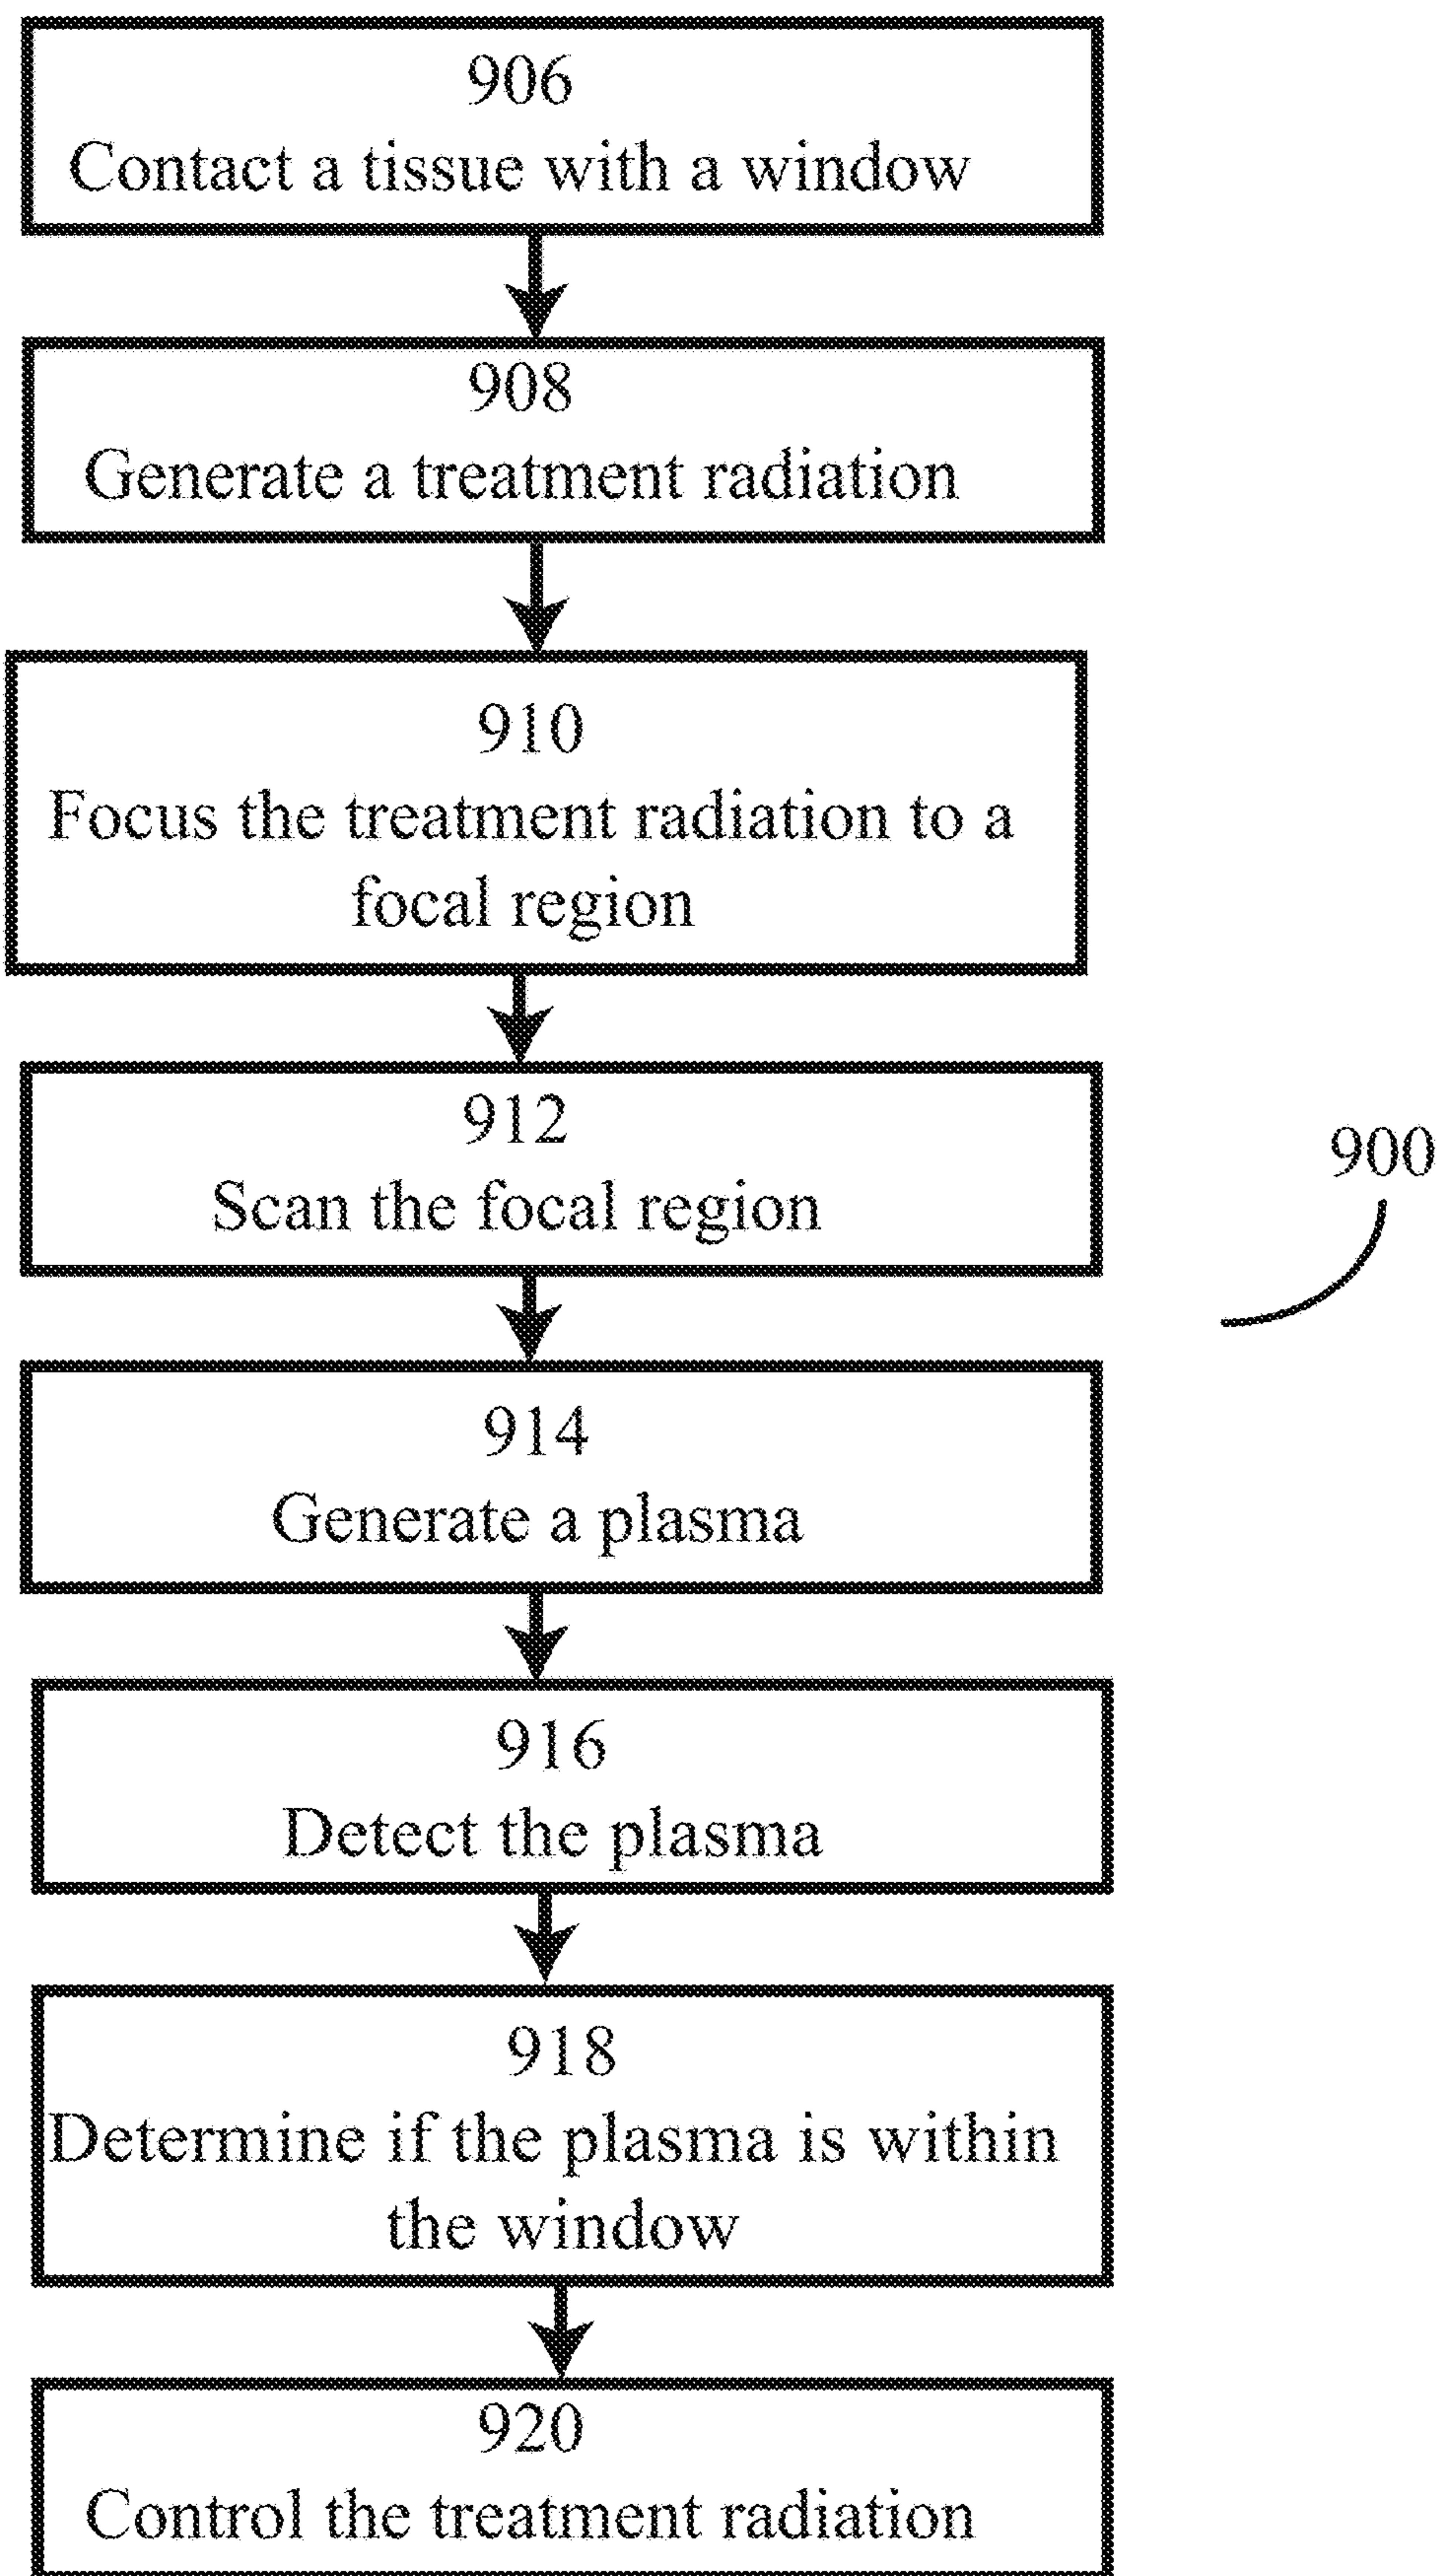 906
Contact a tissue with a window
908
Generate a treatment radiation
910
Focus the treatment radiation to a
focal region
912
Scan the focal region
900
914
Generate a plasma
916
Detect the plasma
918
Determine if the plasma is within
the window
920
Control the treatment radiation